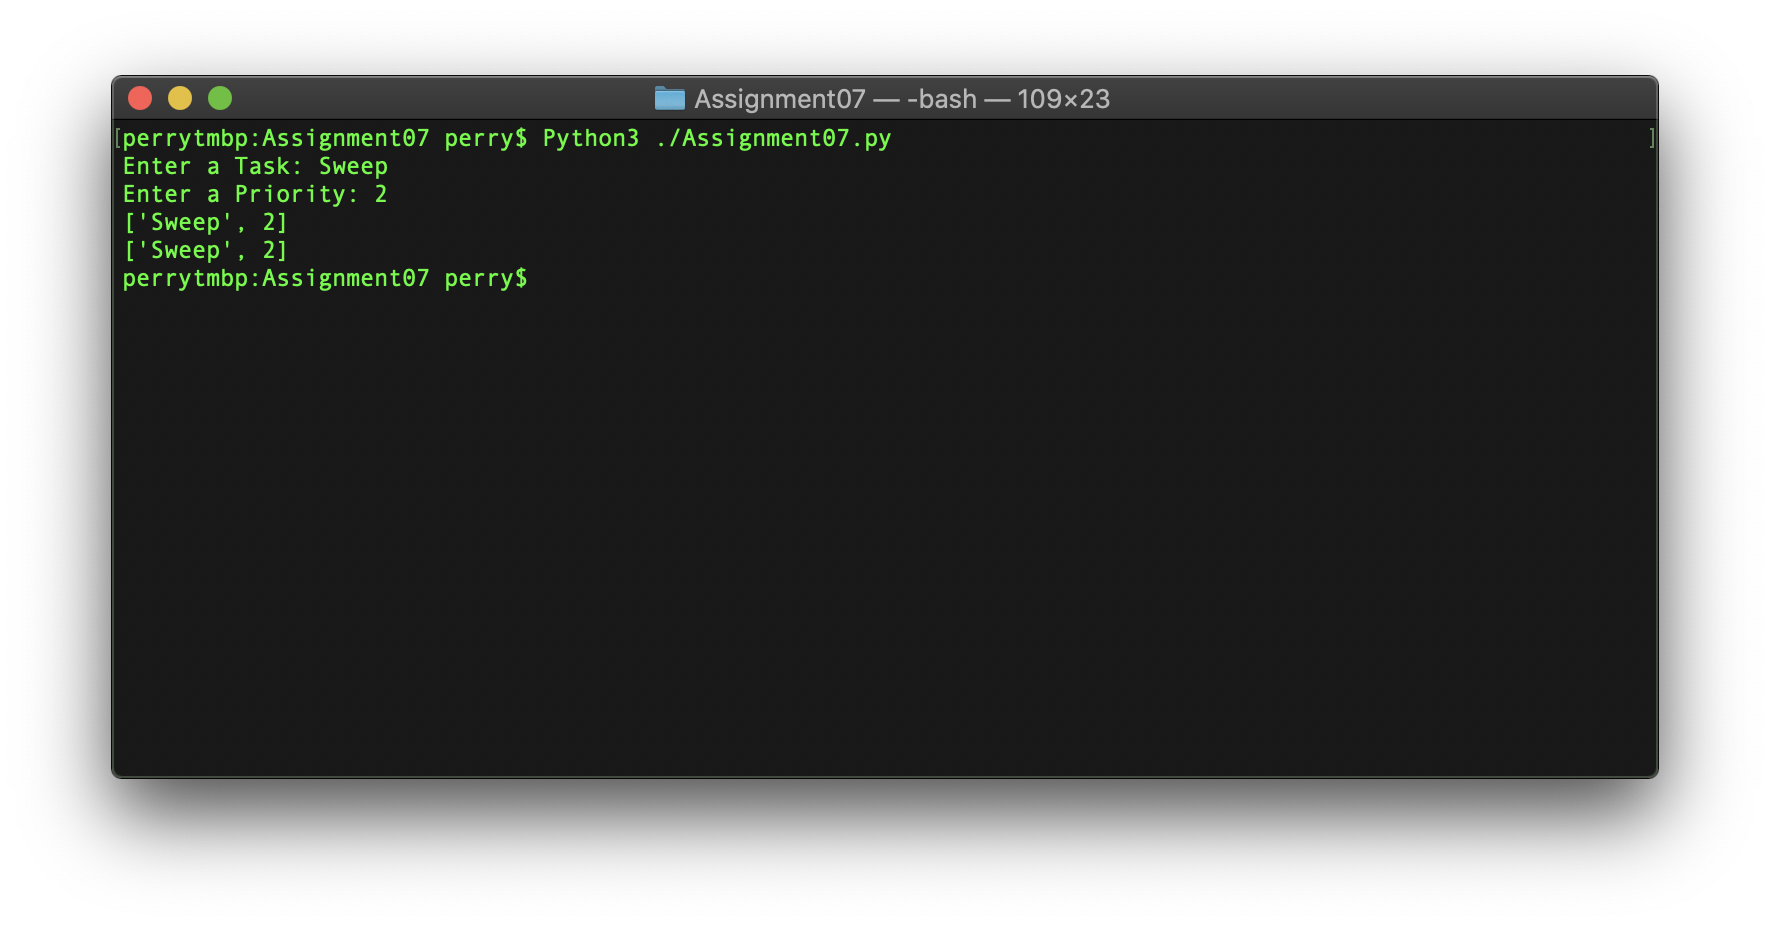 Assignment07 — -bash — 109×23
[perrytmbp:Assignment07 perry$ Python3 ./Assignment07.py ]
Enter a Task: Sweep
Enter a Priority: 2
['Sweep', 2]
['Sweep', 2]
perrytmbp:Assignment07 perry$